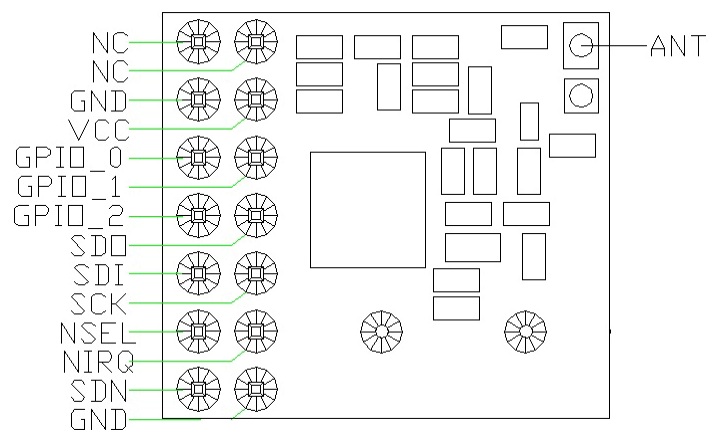 NC
ANT
NC
GND
VCC
GPIO_0
GPIO_1
GPIO_2
SDO
SDI
SCK
NSEL
NIRQ
SDN
GND